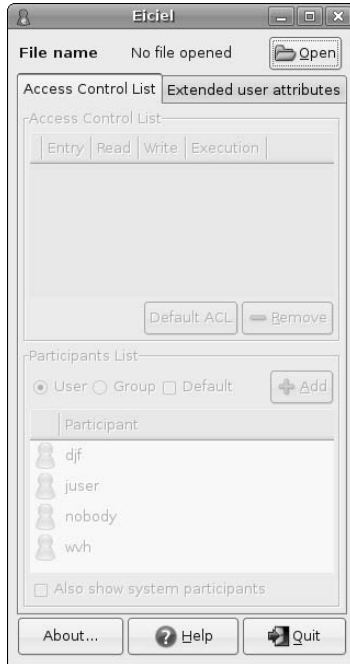 Eiciel
File name No file opened Open
Access Control List Extended user attributes
Access Control List
Entry Read Write Execution
Default ACL Remove
Participants List
User Group Default Add
Participant
djf
juser
nobody
wvh
Also show system participants
About... Help Quit